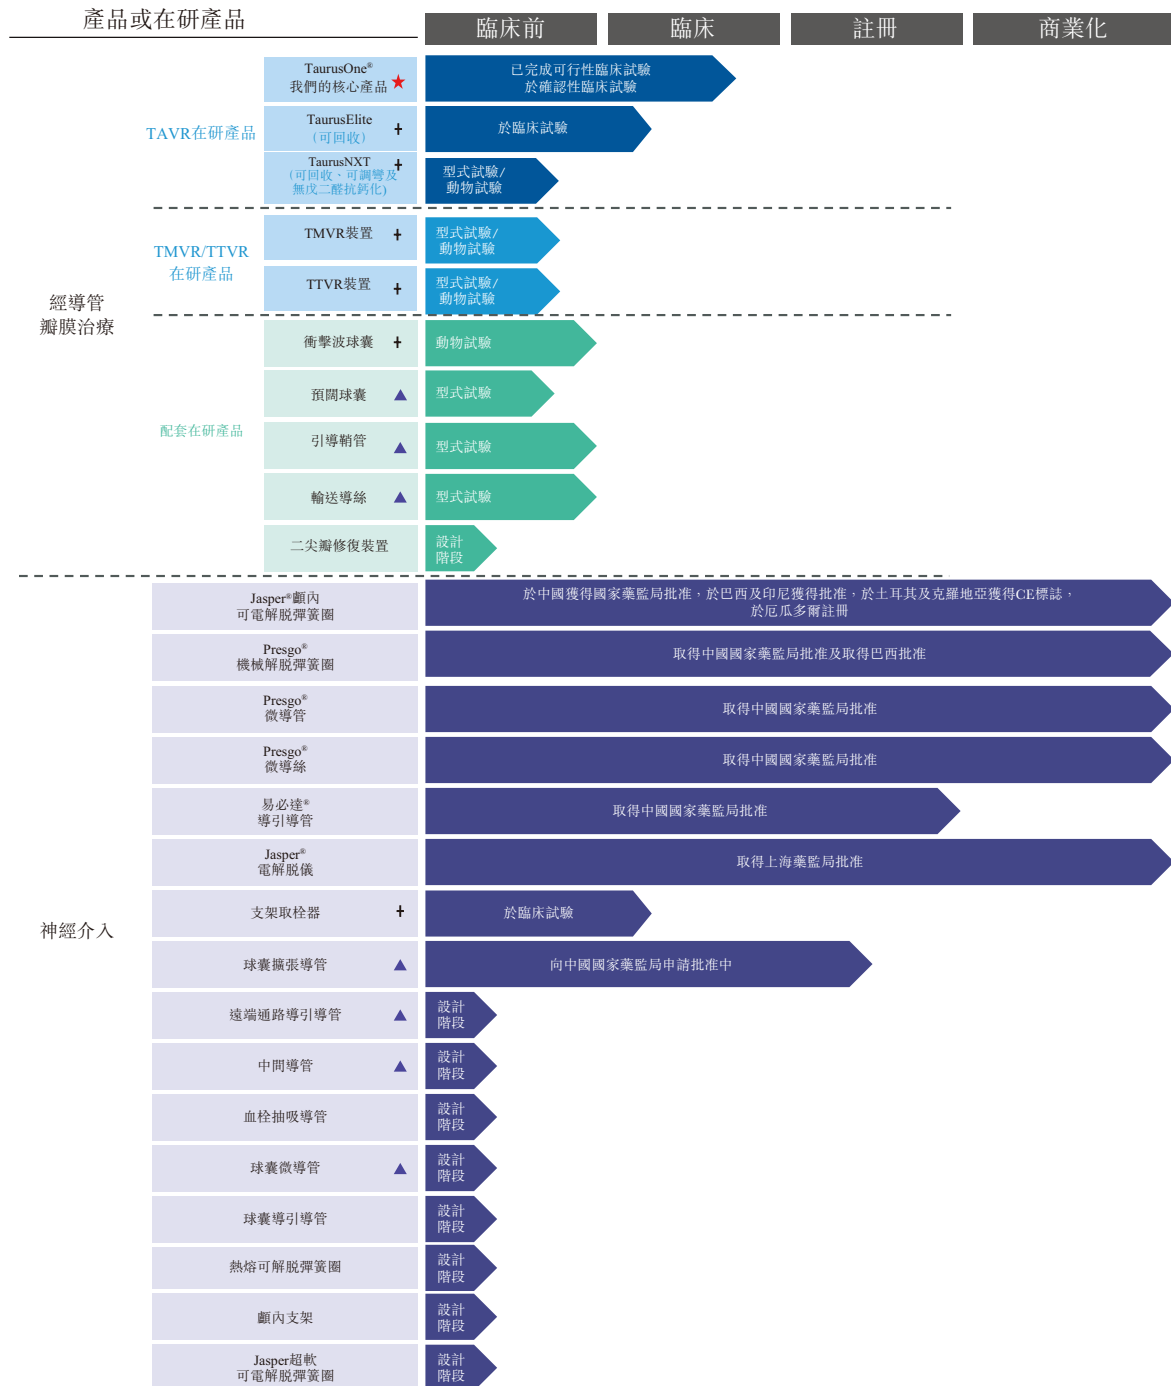 產品或在研產品
臨床前
臨床
註冊
商業化
經導管
瓣膜治療
TAVR在研產品
TaurusOne®
我們的核心產品 ★
已完成可行性臨床試驗
於確認性臨床試驗
TaurusElite
(可回收)
於臨床試驗
TaurusNXT
(可回收、可調彎及
無戊二醛抗鈣化)
型式試驗/
動物試驗
TMVR/TTVR
在研產品
TMVR裝置
型式試驗/
動物試驗
TTVR裝置
型式試驗/
動物試驗
配套在研產品
衝擊波球囊
動物試驗
預擴球囊
型式試驗
引導鞘管
型式試驗
輸送導絲
型式試驗
二尖瓣修復裝置
設計
階段
神經介入
Jasper®顱內
可電解脫彈簧圈
於中國獲得國家藥監局批准,於巴西及印尼獲得批准,於土耳其及克羅地亞獲得CE標誌,
於厄瓜多爾註冊
Presgo®
機械解脫彈簧圈
取得中國國家藥監局批准及取得巴西批准
Presgo®
微導管
取得中國國家藥監局批准
Presgo®
微導絲
取得中國國家藥監局批准
易必達®
導引導管
取得中國國家藥監局批准
Jasper®
電解脫儀
取得上海藥監局批准
支架取栓器
於臨床試驗
球囊擴張導管
向中國國家藥監局申請批准中
遠端通路導引導管
設計
階段
中間導管
設計
階段
血栓抽吸導管
設計
階段
球囊微導管
設計
階段
球囊導引導管
設計
階段
熱熔可解脫彈簧圈
設計
階段
顱內支架
設計
階段
Jasper超軟
可電解脫彈簧圈
設計
階段